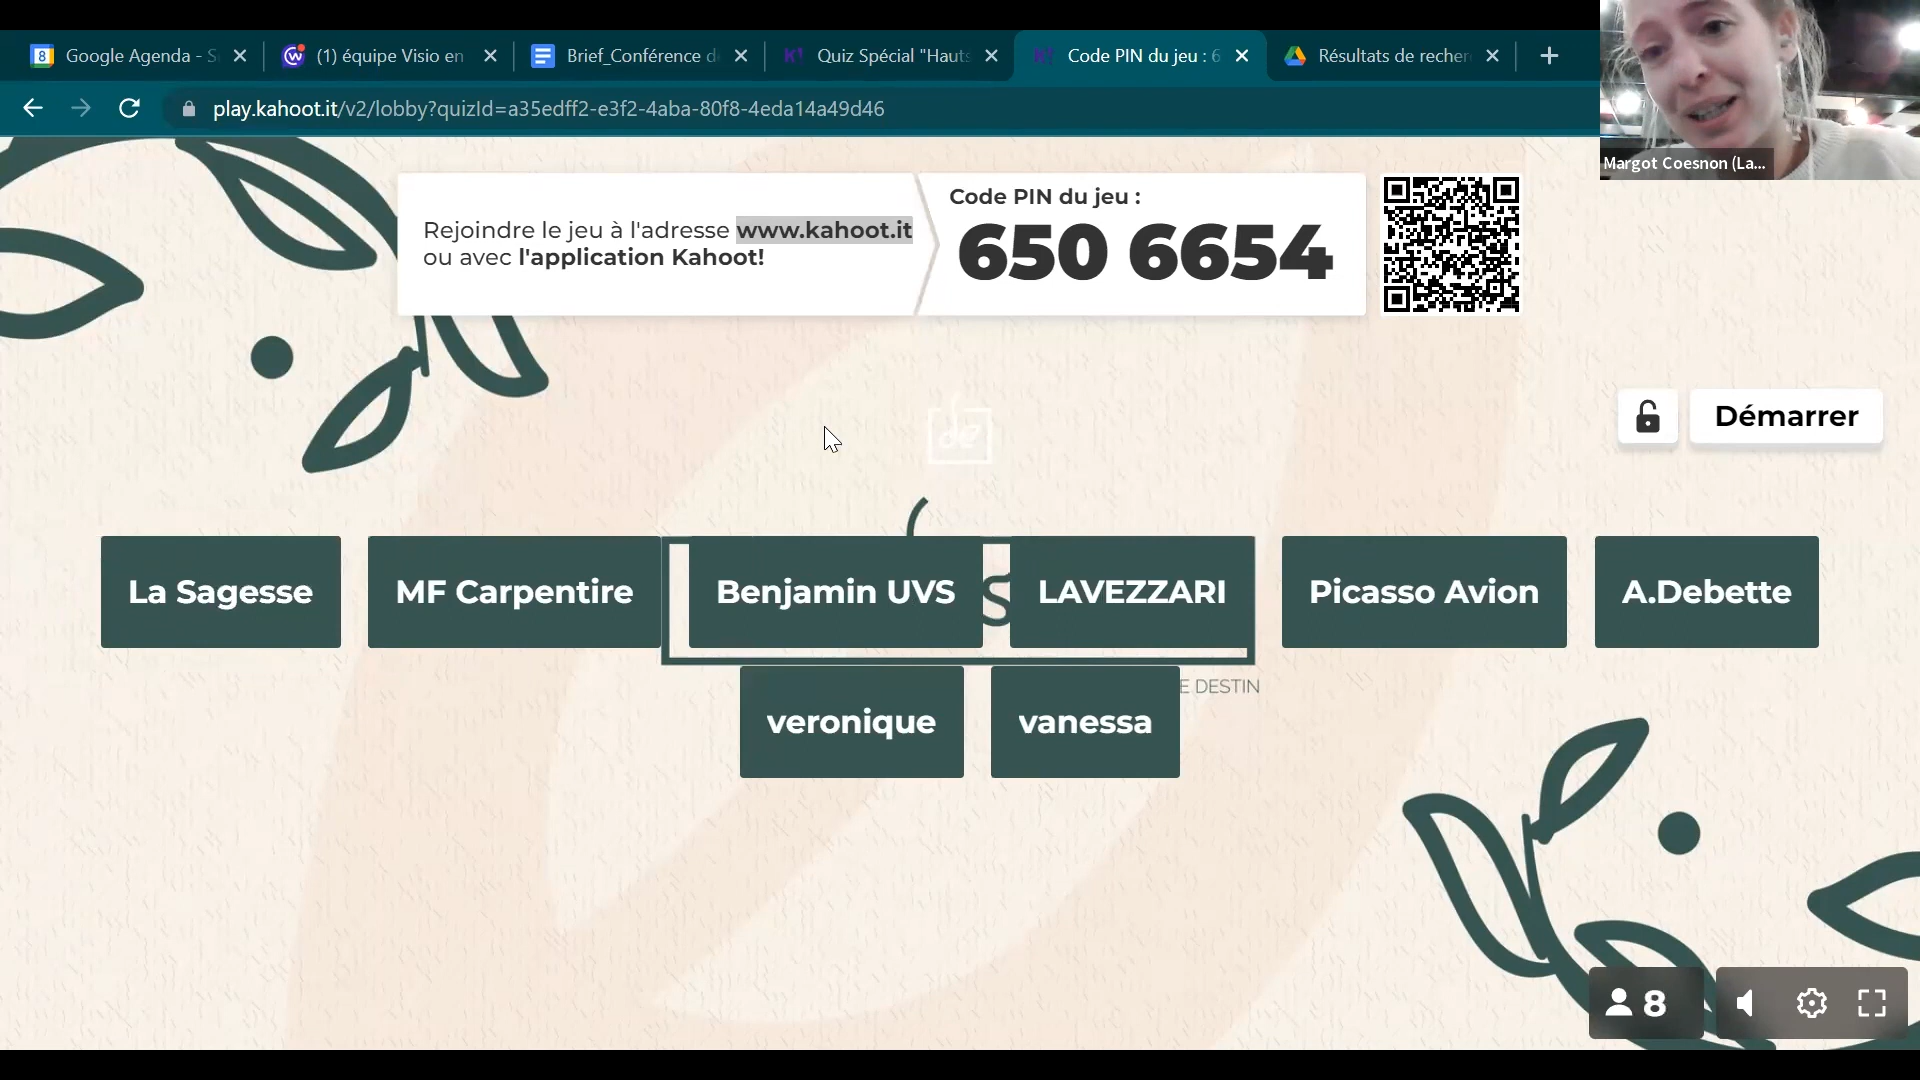 Google Agenda - S
(1) équipe Visio en
Brief_Conférence d
Quiz Spécial "Hauts
Code PIN du jeu : 6
Résultats de recher
play.kahoot.it/v2/lobby?quizId=a35edff2-e3f2-4aba-80f8-4eda14a49d46
Margot Coesnon (La...
Rejoindre le jeu à l'adresse www.kahoot.it
ou avec l'application Kahoot!
Code PIN du jeu :
650 6654
de
Démarrer
La Sagesse
MF Carpentire
Benjamin UVS
S
LAVEZZARI
Picasso Avion
A.Debette
E DESTIN
veronique
vanessa
8